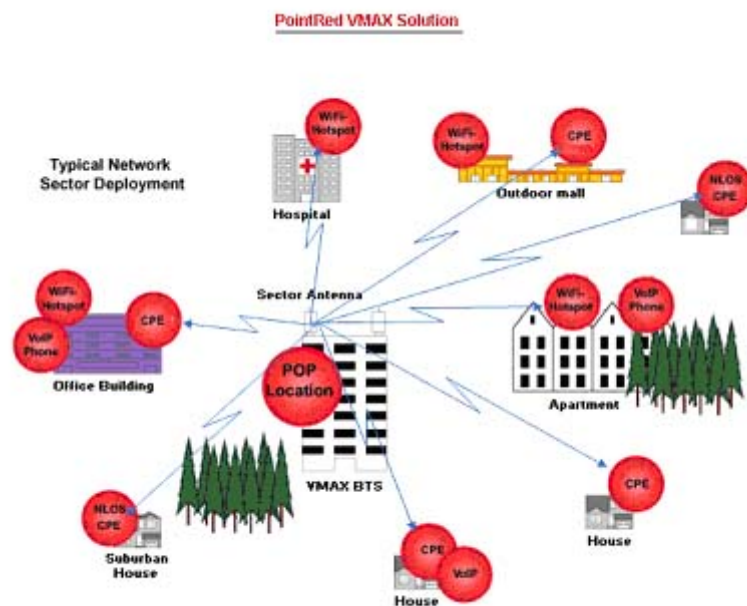 PointRed VMAX Solution
WiFi-
Hotspot
WiFi-
Hotspot
CPE
Typical Network
Sector Deployment
Hospital
Outdoor mall
NLOS
CPE
Sector Antenna
WiFi-
Hotspot
CPE
VoIP
Phone
Office Building
WiFi-
Hotspot
VoIP
Phone
Apartment
POP
Location
VMAX BTS
NLOS
CPE
Suburban
House
CPE
House
CPE
VoIP
House